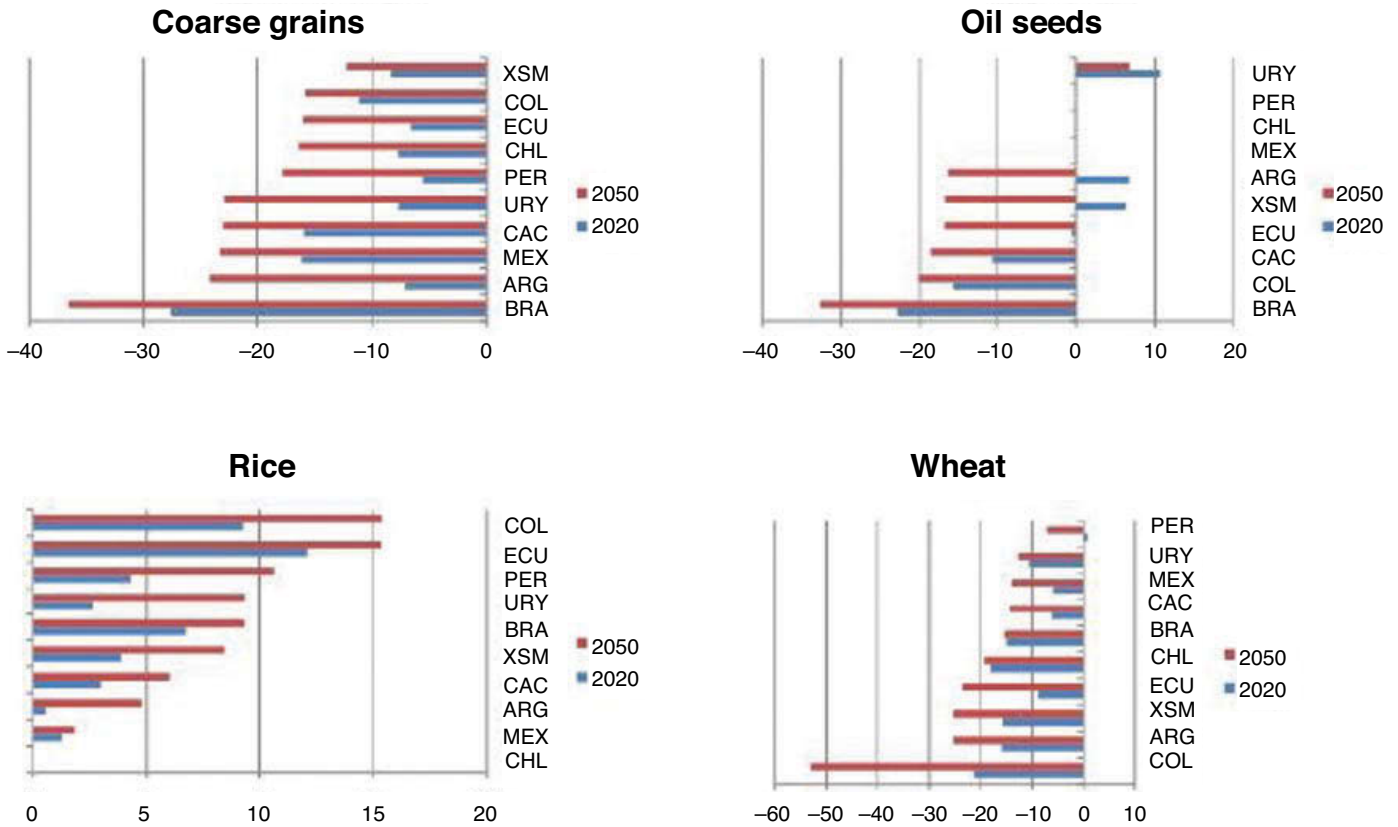 Coarse grains
XSM
COL
ECU
CHL
PER
URY
CAC
MEX
ARG
BRA
2050
2020
−40 −30 −20 −10 0
Oil seeds
URY
PER
CHL
MEX
ARG
XSM
ECU
CAC
COL
BRA
2050
2020
−40 −30 −20 −10 0 10 20
Rice
COL
ECU
PER
URY
BRA
XSM
CAC
ARG
MEX
CHL
2050
2020
0 5 10 15 20
Wheat
PER
URY
MEX
CAC
BRA
CHL
ECU
XSM
ARG
COL
2050
2020
−60 −50 −40 −30 −20 −10 0 10